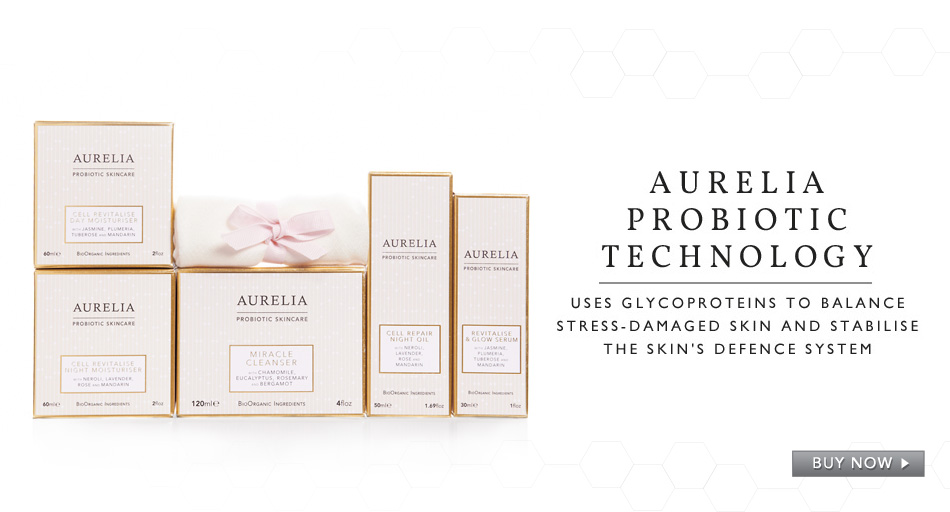 AURELIA
PROBIOTIC SKINCARE
CELL REVITALISE
DAY MOISTURISER
WITH JASMINE, PLUMERIA,
TUBEROSE AND MANDARIN
60ml℮ BIOORGANIC INGREDIENTS 2floz
AURELIA
PROBIOTIC SKINCARE
CELL REVITALISE
NIGHT MOISTURISER
WITH NEROLI, LAVENDER,
ROSE AND MANDARIN
60ml℮ BIOORGANIC INGREDIENTS 2floz
AURELIA
PROBIOTIC SKINCARE
MIRACLE
CLEANSER
WITH CHAMOMILE,
EUCALYPTUS, ROSEMARY
AND BERGAMOT
120ml℮ BIOORGANIC INGREDIENTS 4floz
AURELIA
PROBIOTIC SKINCARE
CELL REPAIR
NIGHT OIL
WITH NEROLI,
LAVENDER,
ROSE AND
MANDARIN
BIOORGANIC INGREDIENTS
50ml℮ 1.69floz
AURELIA
PROBIOTIC SKINCARE
REVITALISE
& GLOW SERUM
WITH JASMINE,
PLUMERIA,
TUBEROSE AND
MANDARIN
BIOORGANIC INGREDIENTS
30ml℮ 1floz
AURELIA
PROBIOTIC
TECHNOLOGY
USES GLYCOPROTEINS TO BALANCE
STRESS-DAMAGED SKIN AND STABILISE
THE SKIN'S DEFENCE SYSTEM
BUY NOW